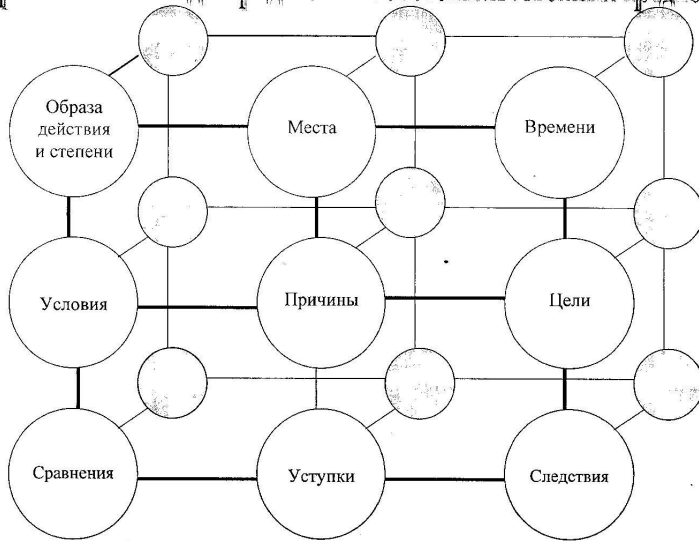 Образа
действия
и степени
Места
Времени
Условия
Причины
Цели
Сравнения
Уступки
Следствия